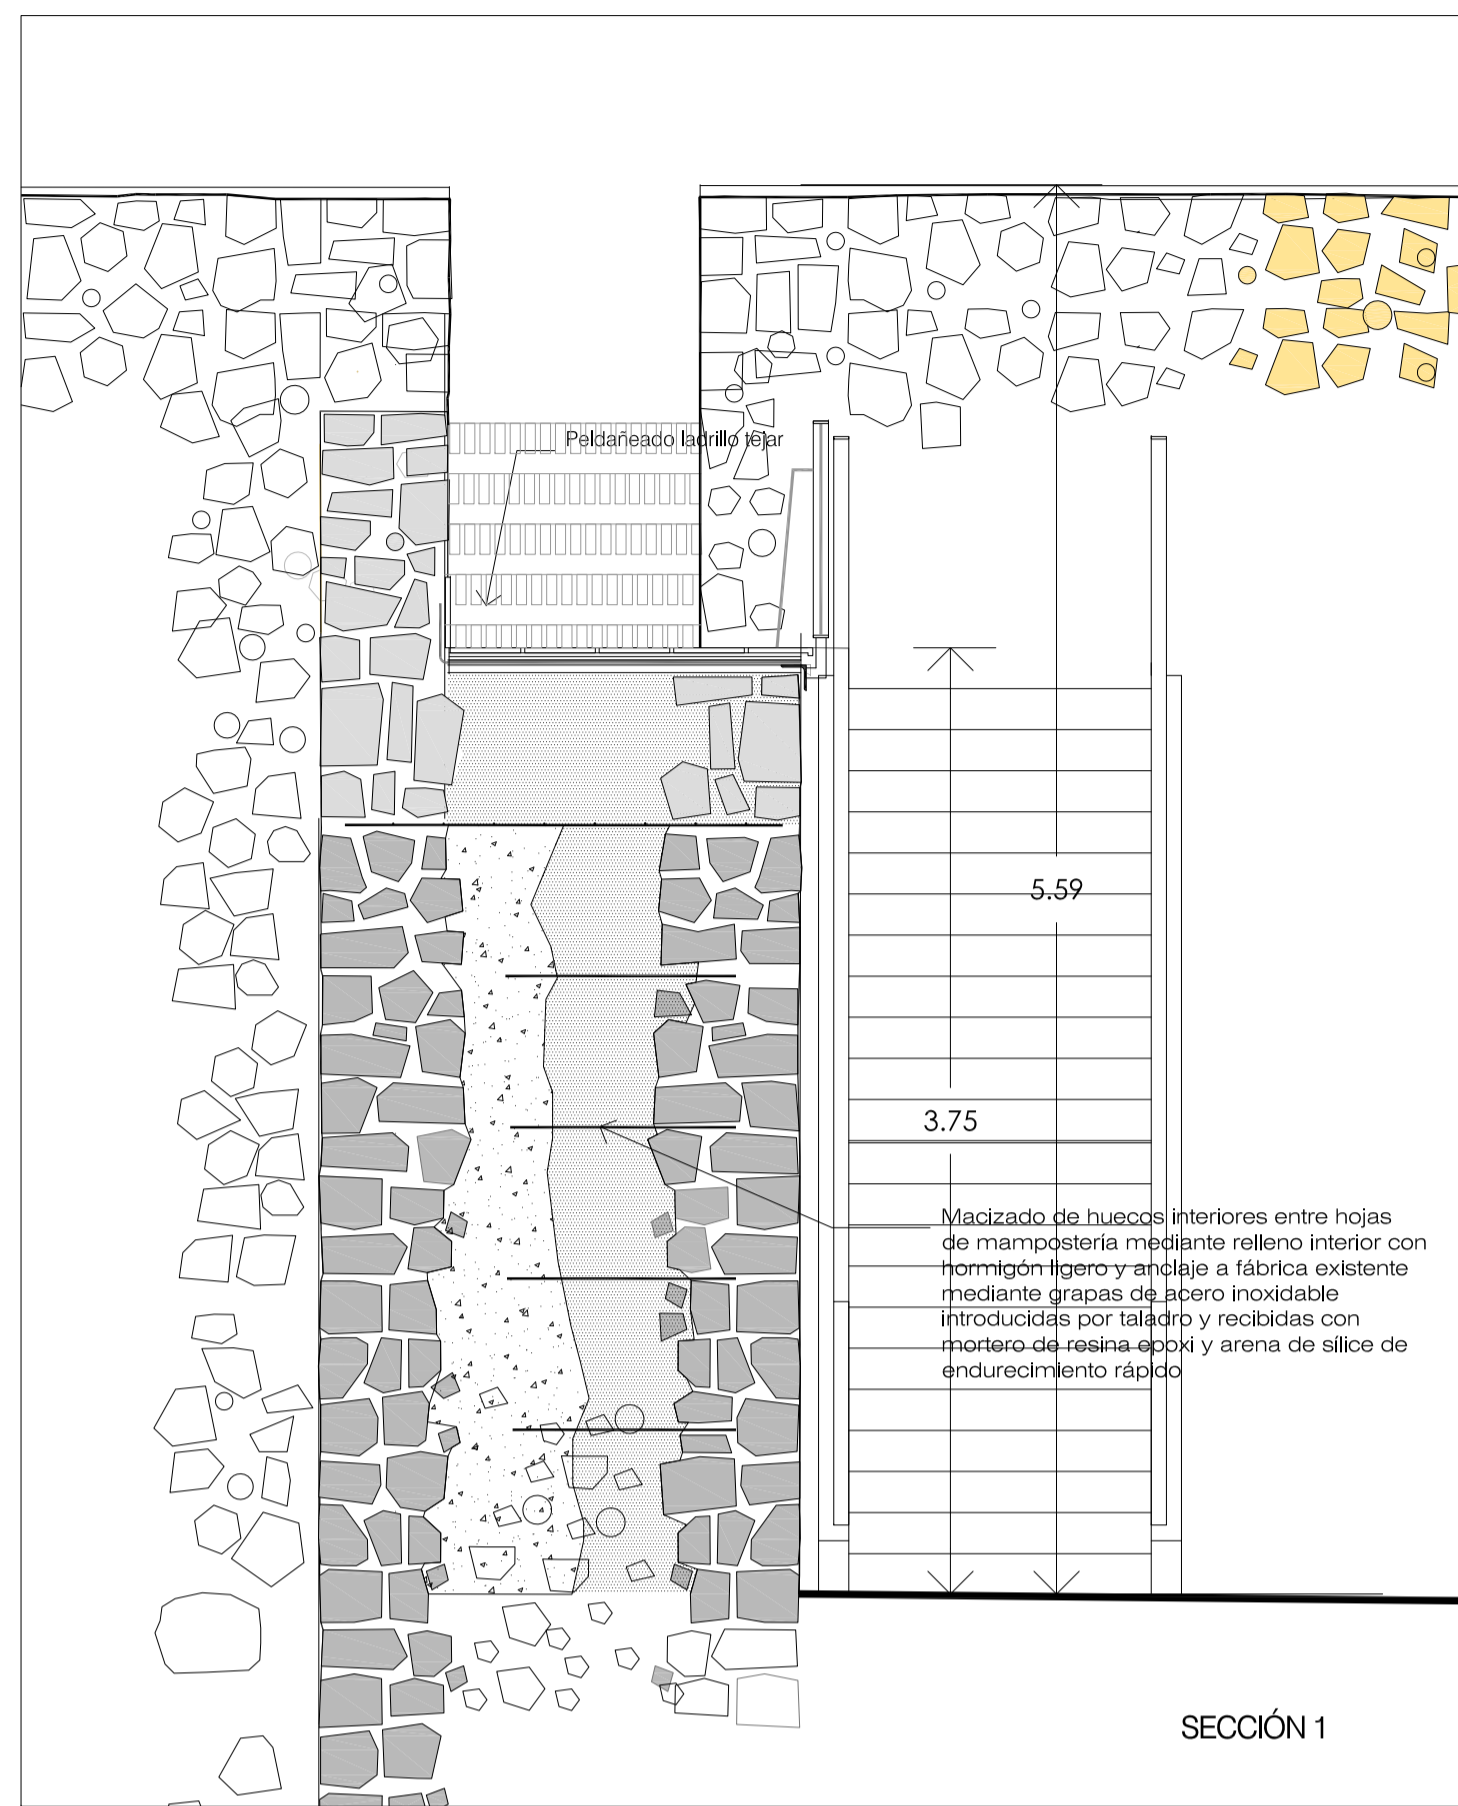 Peldañeado ladrillo tejar
5.59
3.75
Macizado de huecos interiores entre hojas
de mampostería mediante relleno interior con
hormigón ligero y anclaje a fábrica existente
mediante grapas de acero inoxidable
introducidas por taladro y recibidas con
mortero de resina epoxi y arena de sílice de
endurecimiento rápido
SECCIÓN 1